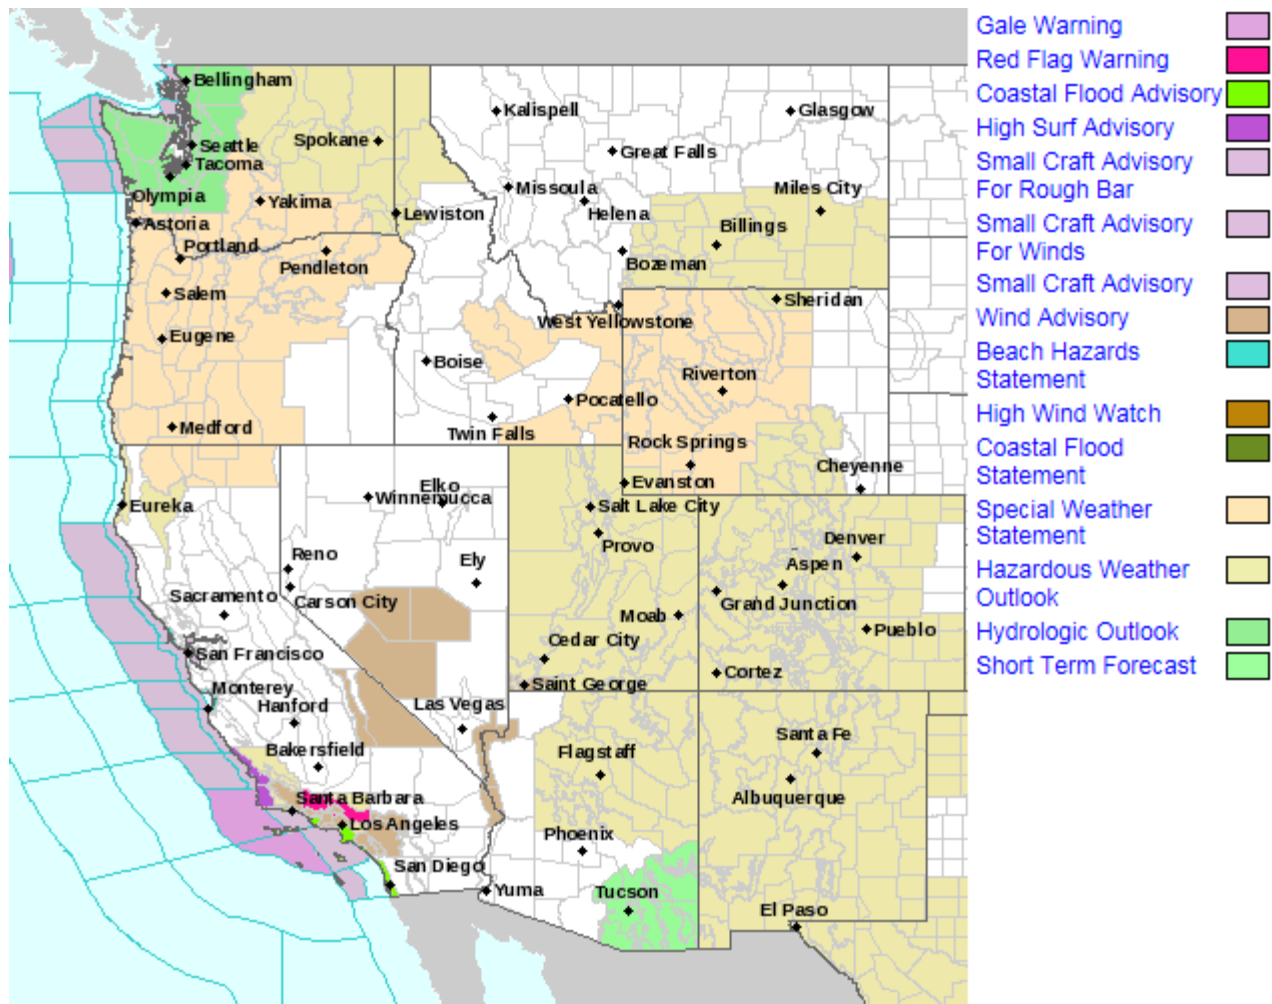 Gale Warning
Red Flag Warning
Coastal Flood Advisory
High Surf Advisory
Small Craft Advisory
For Rough Bar
Small Craft Advisory
For Winds
Small Craft Advisory
Wind Advisory
Beach Hazards
Statement
High Wind Watch
Coastal Flood
Statement
Special Weather
Statement
Hazardous Weather
Outlook
Hydrologic Outlook
Short Term Forecast
Bellingham
Kalispell
Glasgow
Spokane
Seattle
Great Falls
Tacoma
Olympia
Missoula
Miles City
Yakima
Lewiston
Helena
Astoria
Billings
Portland
Pendleton
Bozeman
Salem
Sheridan
West Yellowstone
Eugene
Boise
Riverton
Pocatello
Medford
Twin Falls
Rock Springs
Cheyenne
Evanston
Elko
Winnemucca
Eureka
Salt Lake City
Provo
Denver
Reno
Ely
Aspen
Sacramento
Carson City
Grand Junction
Moab
Pueblo
San Francisco
Cedar City
Cortez
Monterey
Saint George
Hanford
Las Vegas
Santa Fe
Bakersfield
Flagstaff
Albuquerque
Santa Barbara
Los Angeles
Phoenix
San Diego
Yuma
Tucson
El Paso